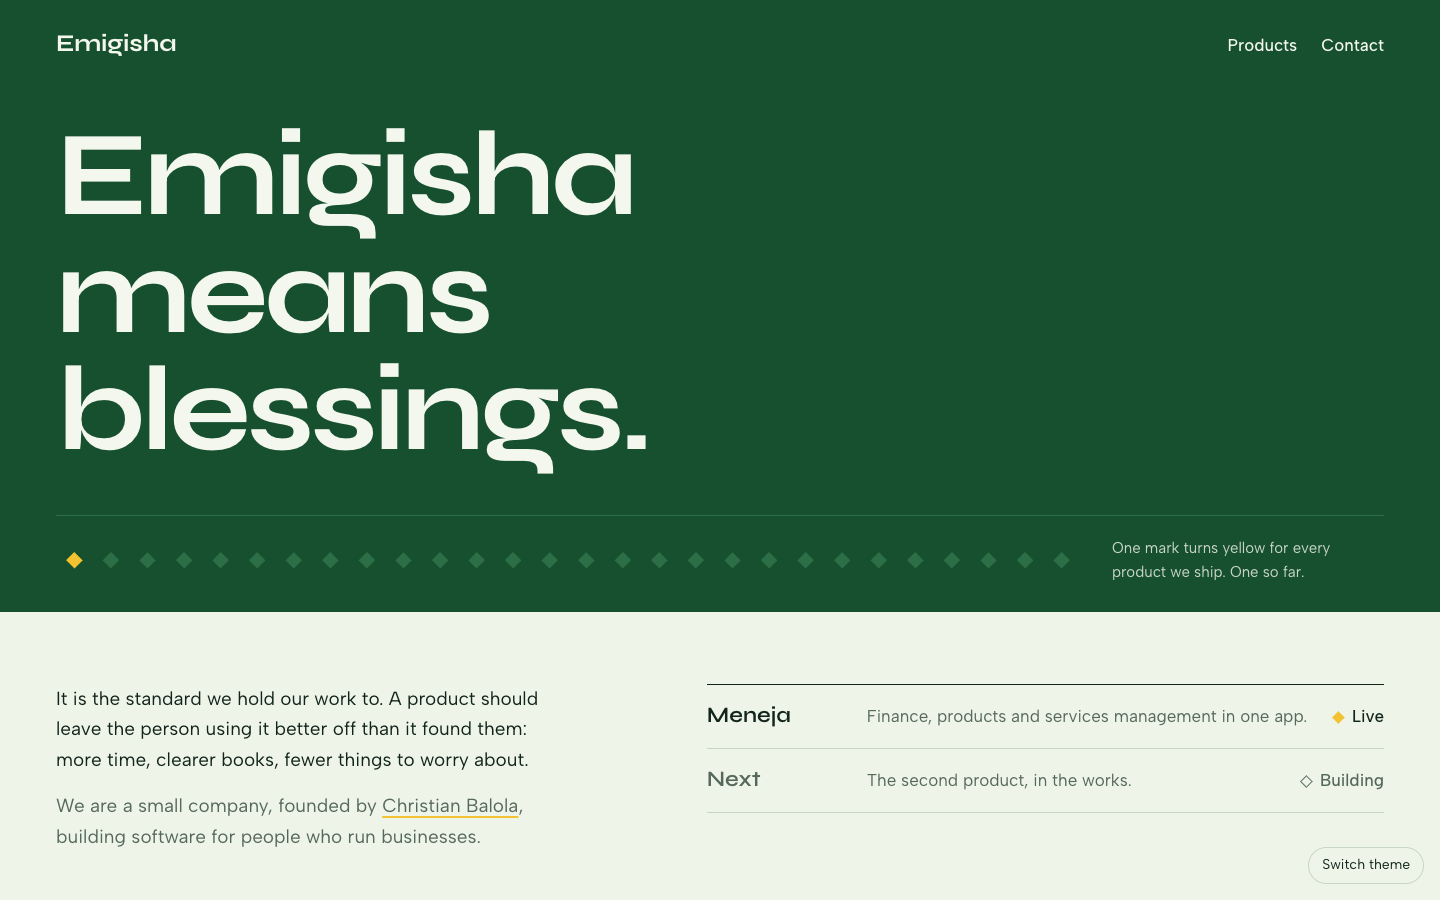 Emigisha
Products
Contact
Emigisha
means
blessings.
One mark turns yellow for every
product we ship. One so far.
It is the standard we hold our work to. A product should
leave the person using it better off than it found them:
more time, clearer books, fewer things to worry about.
We are a small company, founded by Christian Balola,
building software for people who run businesses.
Meneja
Finance, products and services management in one app.
Live
Next
The second product, in the works.
Building
Switch theme